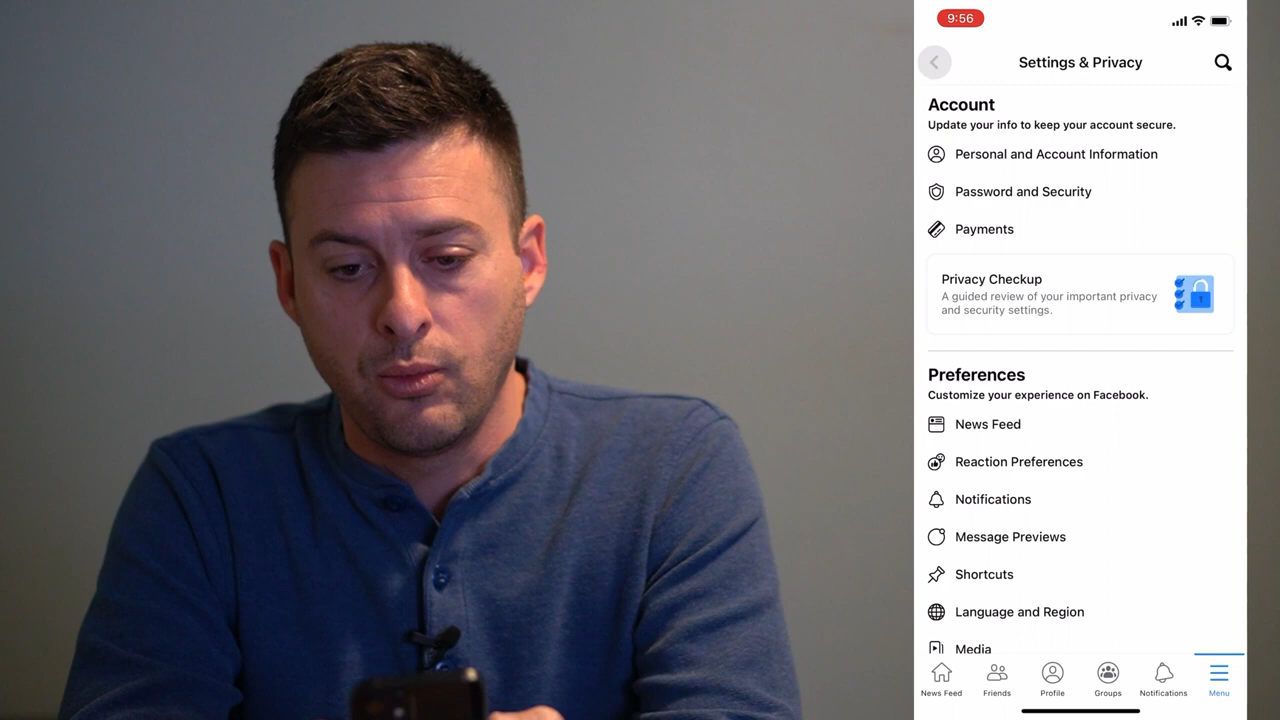 9:56
Settings & Privacy
Account
Update your info to keep your account secure.
Personal and Account Information
Password and Security
Payments
Privacy Checkup
A guided review of your important privacy
and security settings.
Preferences
Customize your experience on Facebook.
News Feed
Reaction Preferences
Notifications
Message Previews
Shortcuts
Language and Region
Media
News Feed Friends Profile Groups Notifications Menu